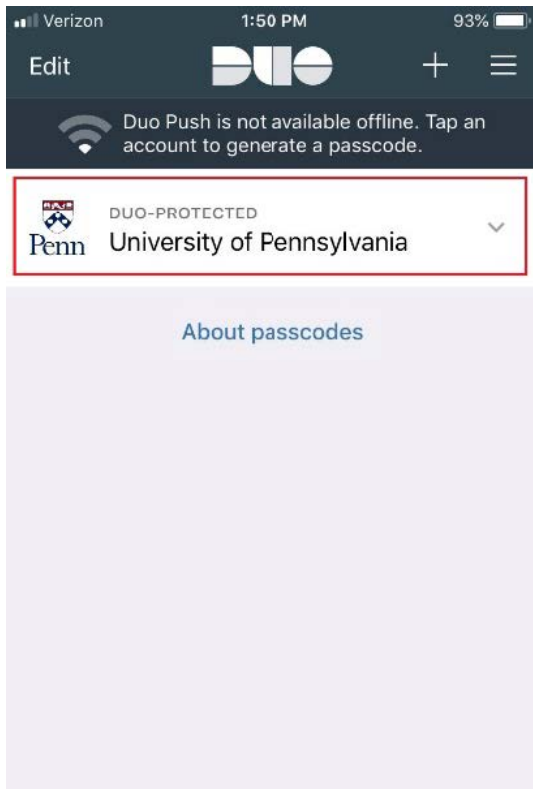 Verizon 1:50 PM 93%
Edit DUO
Duo Push is not available offline. Tap an
account to generate a passcode.
DUO-PROTECTED
Penn University of Pennsylvania
About passcodes